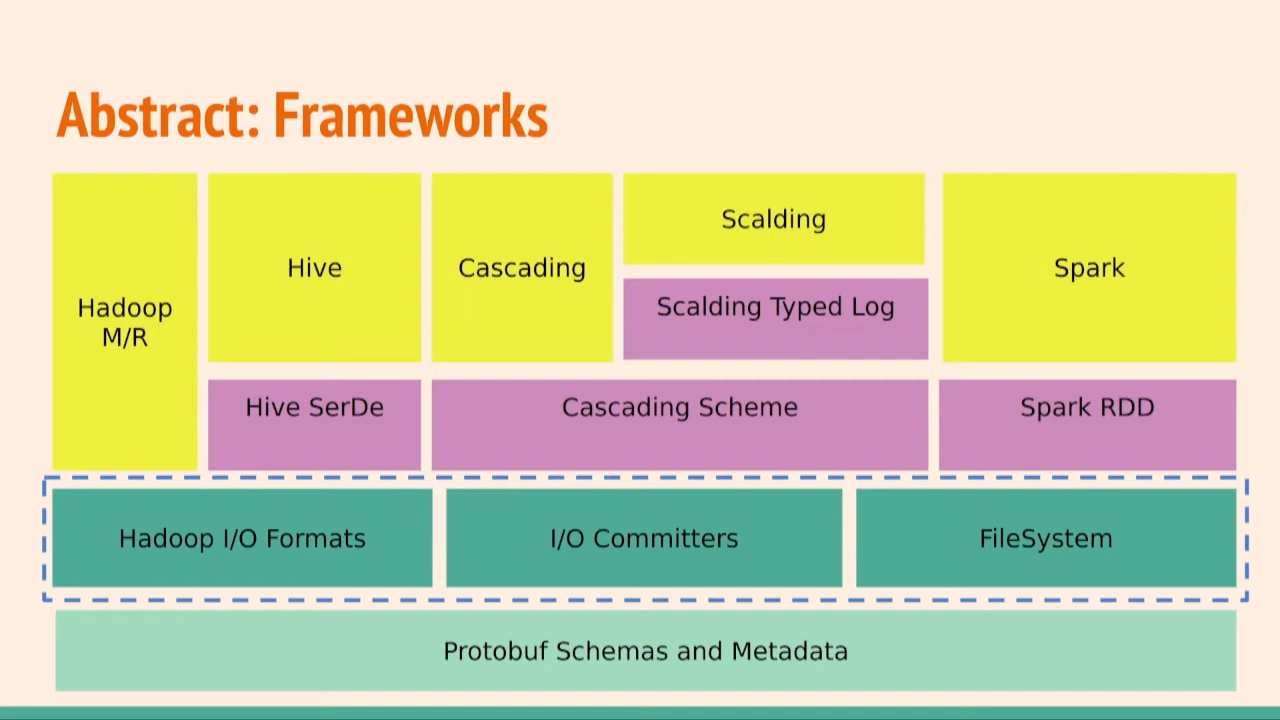 Abstract: Frameworks
Hadoop
M/R
Hive
Cascading
Scalding
Scalding Typed Log
Spark
Hive SerDe
Cascading Scheme
Spark RDD
Hadoop I/O Formats
I/O Committers
FileSystem
Protobuf Schemas and Metadata